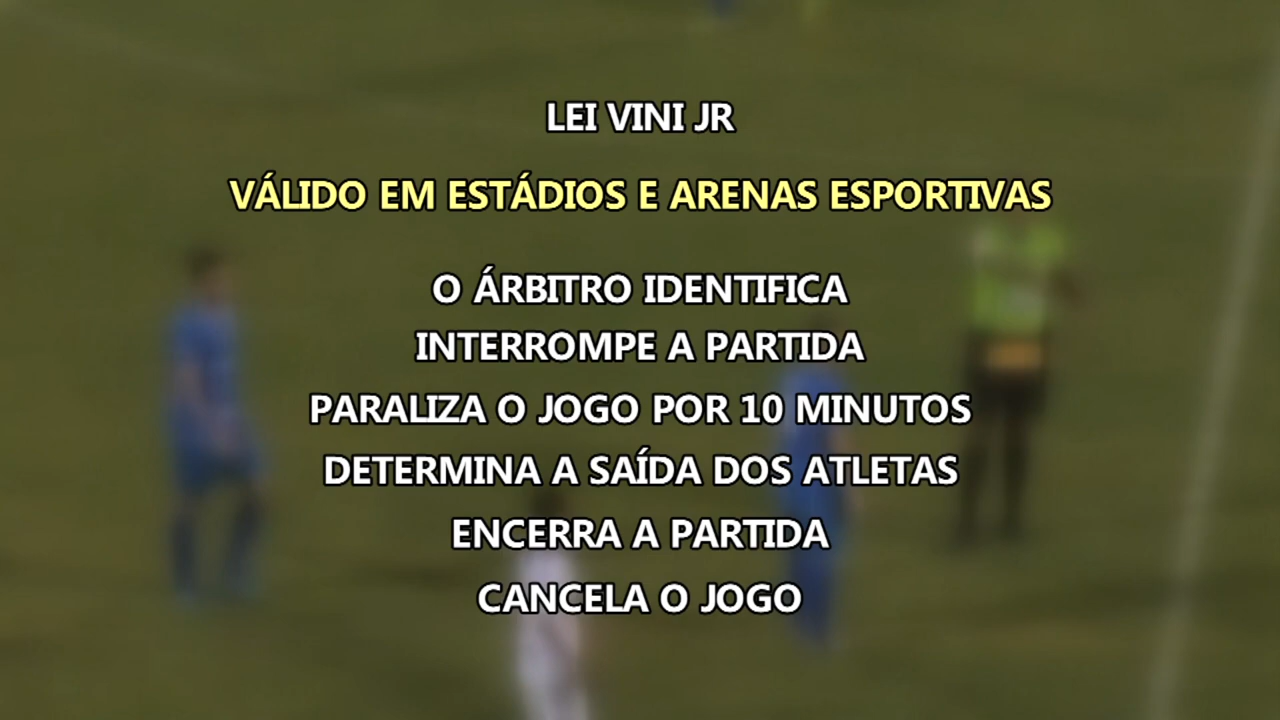 LEI VINI JR
VÁLIDO EM ESTÁDIOS E ARENAS ESPORTIVAS
O ÁRBITRO IDENTIFICA
INTERROMPE A PARTIDA
PARALIZA O JOGO POR 10 MINUTOS
DETERMINA A SAÍDA DOS ATLETAS
ENCERRA A PARTIDA
CANCELA O JOGO